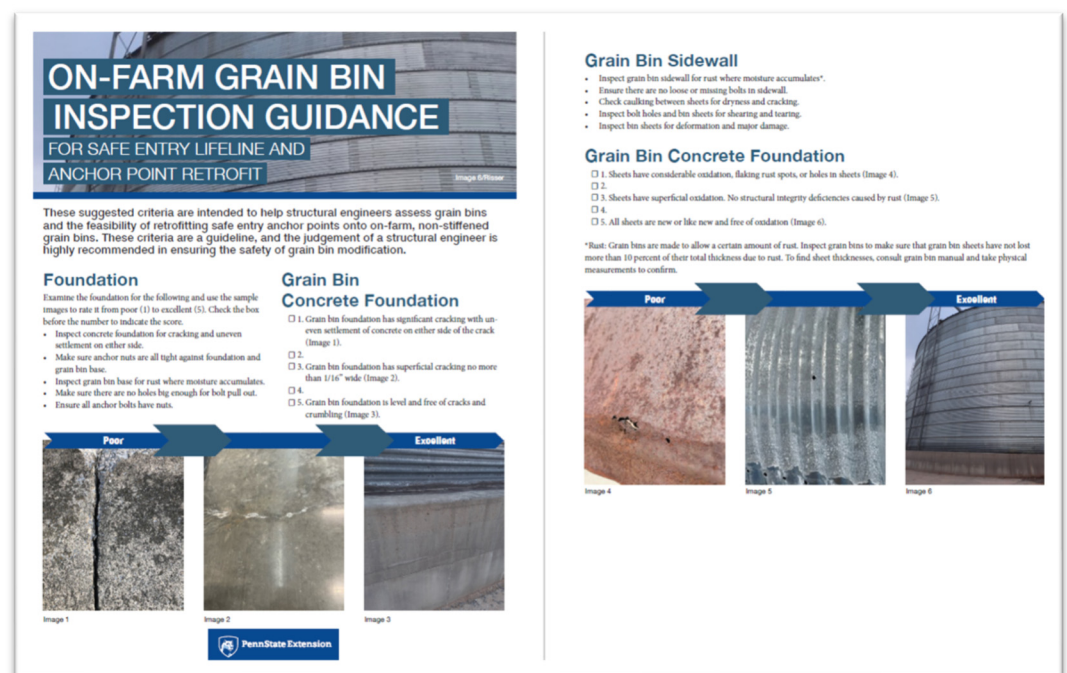 ON-FARM GRAIN BIN
INSPECTION GUIDANCE
FOR SAFE ENTRY LIFELINE AND
ANCHOR POINT RETROFIT
Image 6/Risser
These suggested criteria are intended to help structural engineers assess grain bins
and the feasibility of retrofitting safe entry anchor points onto on-farm, non-stiffened
grain bins. These criteria are a guideline, and the judgement of a structural engineer is
highly recommended in ensuring the safety of grain bin modification.
Foundation
Examine the foundation for the following and use the sample
images to rate it from poor (1) to excellent (5). Check the box
before the number to indicate the score.
• Inspect concrete foundation for cracking and uneven
settlement on either side.
• Make sure anchor nuts are all tight against foundation and
grain bin base.
• Inspect grain bin base for rust where moisture accumulates.
• Make sure there are no holes big enough for bolt pull out.
• Ensure all anchor bolts have nuts.
Grain Bin
Concrete Foundation
❐ 1. Grain bin foundation has significant cracking with un-
even settlement of concrete on either side of the crack
(Image 1).
❐ 2.
❐ 3. Grain bin foundation has superficial cracking no more
than 1/16" wide (Image 2).
❐ 4.
❐ 5. Grain bin foundation is level and free of cracks and
crumbling (Image 3).
Poor
Excellent
Image 1
Image 2
Image 3
PennState Extension
Grain Bin Sidewall
• Inspect grain bin sidewall for rust where moisture accumulates*.
• Ensure there are no loose or missing bolts in sidewall.
• Check caulking between sheets for dryness and cracking.
• Inspect bolt holes and bin sheets for shearing and tearing.
• Inspect bin sheets for deformation and major damage.
Grain Bin Concrete Foundation
❐ 1. Sheets have considerable oxidation, flaking rust spots, or holes in sheets (Image 4).
❐ 2.
❐ 3. Sheets have superficial oxidation. No structural integrity deficiencies caused by rust (Image 5).
❐ 4.
❐ 5. All sheets are new or like new and free of oxidation (Image 6).
*Rust: Grain bins are made to allow a certain amount of rust. Inspect grain bins to make sure that grain bin sheets have not lost
more than 10 percent of their total thickness due to rust. To find sheet thicknesses, consult grain bin manual and take physical
measurements to confirm.
Poor
Excellent
Image 4
Image 5
Image 6